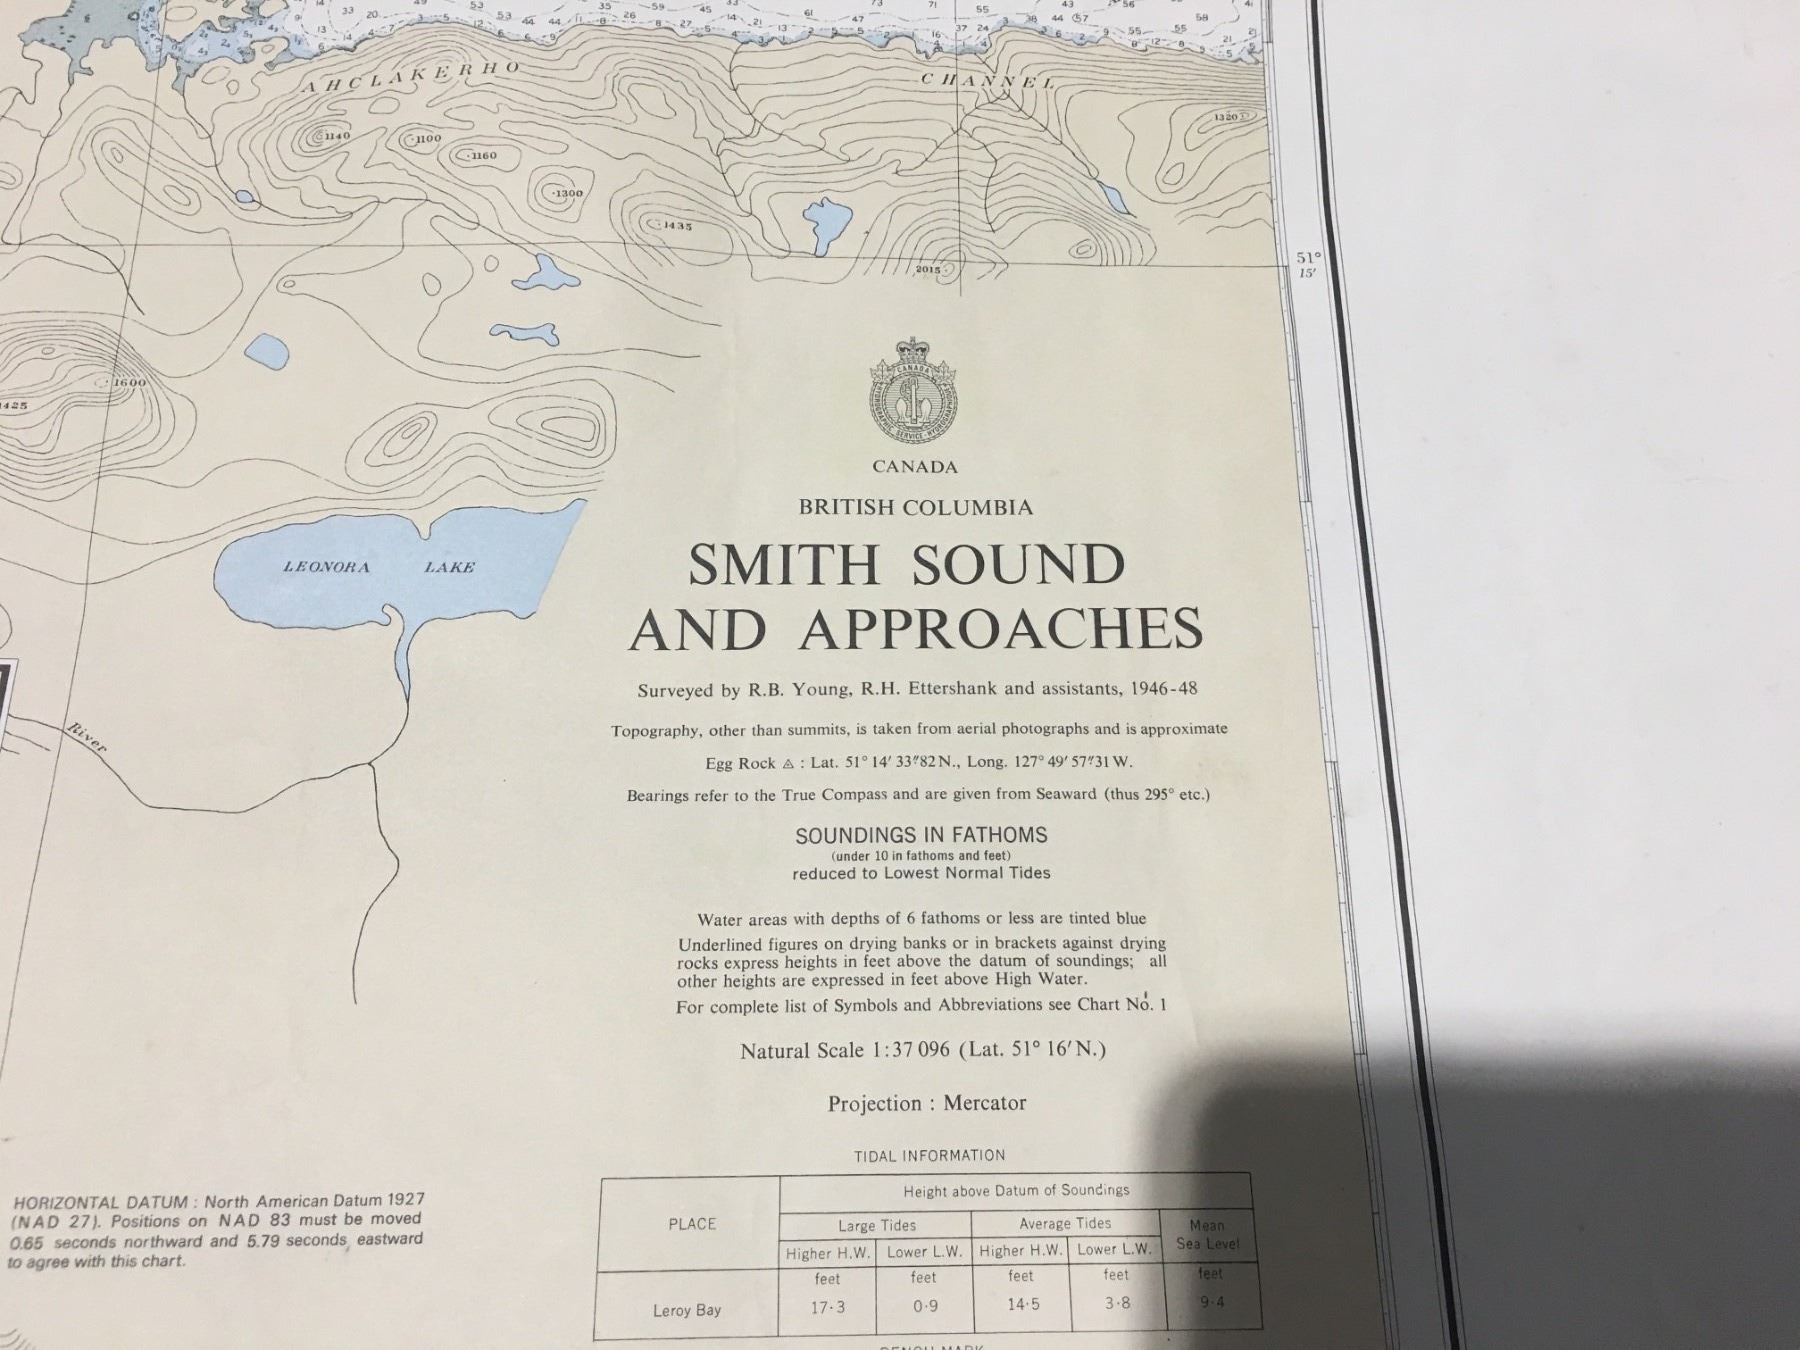 AHCLAKERHO CHANNEL
1140
1100
1160
1300
1435
1320
2015
51°
15'
1600
1425
CANADA
CANADA
BRITISH COLUMBIA
SMITH SOUND
AND APPROACHES
LEONORA LAKE
River
Surveyed by R.B. Young, R.H. Ettershank and assistants, 1946-48
Topography, other than summits, is taken from aerial photographs and is approximate
Egg Rock ◬ : Lat. 51° 14' 33"82 N., Long. 127° 49' 57"31 W.
Bearings refer to the True Compass and are given from Seaward (thus 295° etc.)
SOUNDINGS IN FATHOMS
(under 10 in fathoms and feet)
reduced to Lowest Normal Tides
Water areas with depths of 6 fathoms or less are tinted blue
Underlined figures on drying banks or in brackets against drying
rocks express heights in feet above the datum of soundings; all
other heights are expressed in feet above High Water.
For complete list of Symbols and Abbreviations see Chart No. 1
Natural Scale 1:37 096 (Lat. 51° 16' N.)
Projection : Mercator
HORIZONTAL DATUM : North American Datum 1927
(NAD 27). Positions on NAD 83 must be moved
0.65 seconds northward and 5.79 seconds eastward
to agree with this chart.
TIDAL INFORMATION
PLACE
Height above Datum of Soundings
Large Tides Average Tides Mean Sea Level
Higher H.W. Lower L.W. Higher H.W. Lower L.W.
feet feet feet feet feet
Leroy Bay 17·3 0·9 14·5 3·8 9·4
BENCH MARK